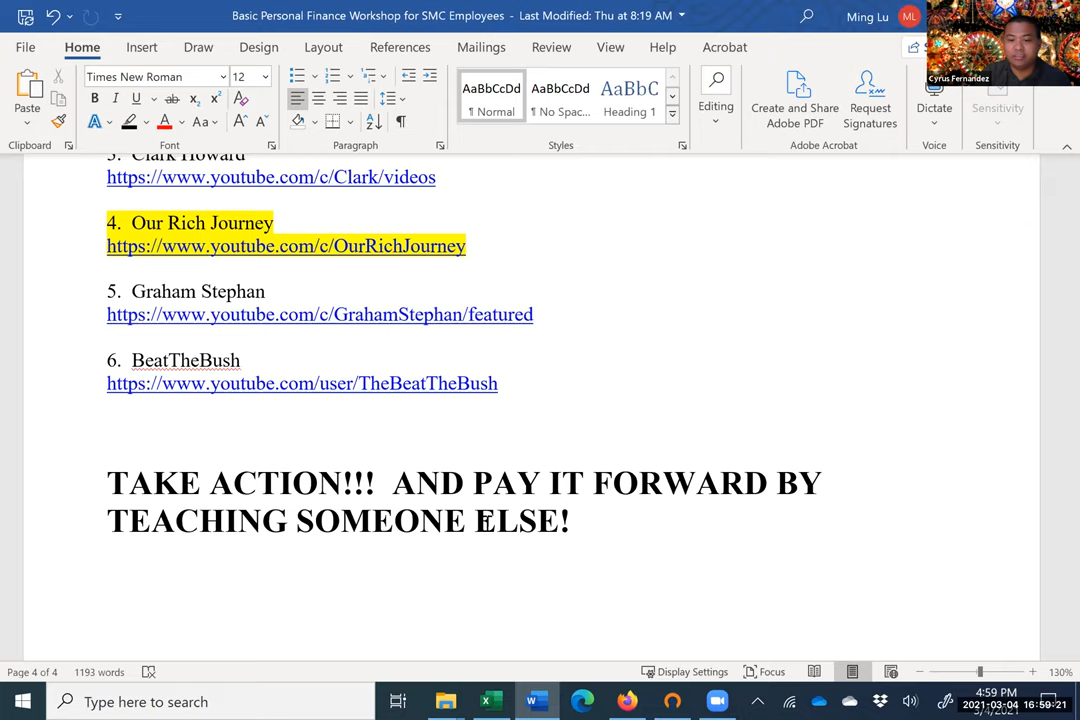 Basic Personal Finance Workshop for SMC Employees - Last Modified: Thu at 8:19 AM
Ming Lu ML
File Home Insert Draw Design Layout References Mailings Review View Help Acrobat
Cyrus Fernandez
Times New Roman 12
AaBbCcDd AaBbCcDd AaBbC
¶ Normal ¶ No Spac... Heading 1
Paste
Editing
Create and Share Adobe PDF
Request Signatures
Dictate
Sensitivity
Clipboard Font Paragraph Styles Adobe Acrobat Voice Sensitivity
3. Clark Howard
https://www.youtube.com/c/Clark/videos
4. Our Rich Journey
https://www.youtube.com/c/OurRichJourney
5. Graham Stephan
https://www.youtube.com/c/GrahamStephan/featured
6. BeatTheBush
https://www.youtube.com/user/TheBeatTheBush
TAKE ACTION!!! AND PAY IT FORWARD BY
TEACHING SOMEONE ELSE!
Page 4 of 4 1193 words Display Settings Focus 130%
Type here to search
4:59 PM
2021-03-04 16:59:21